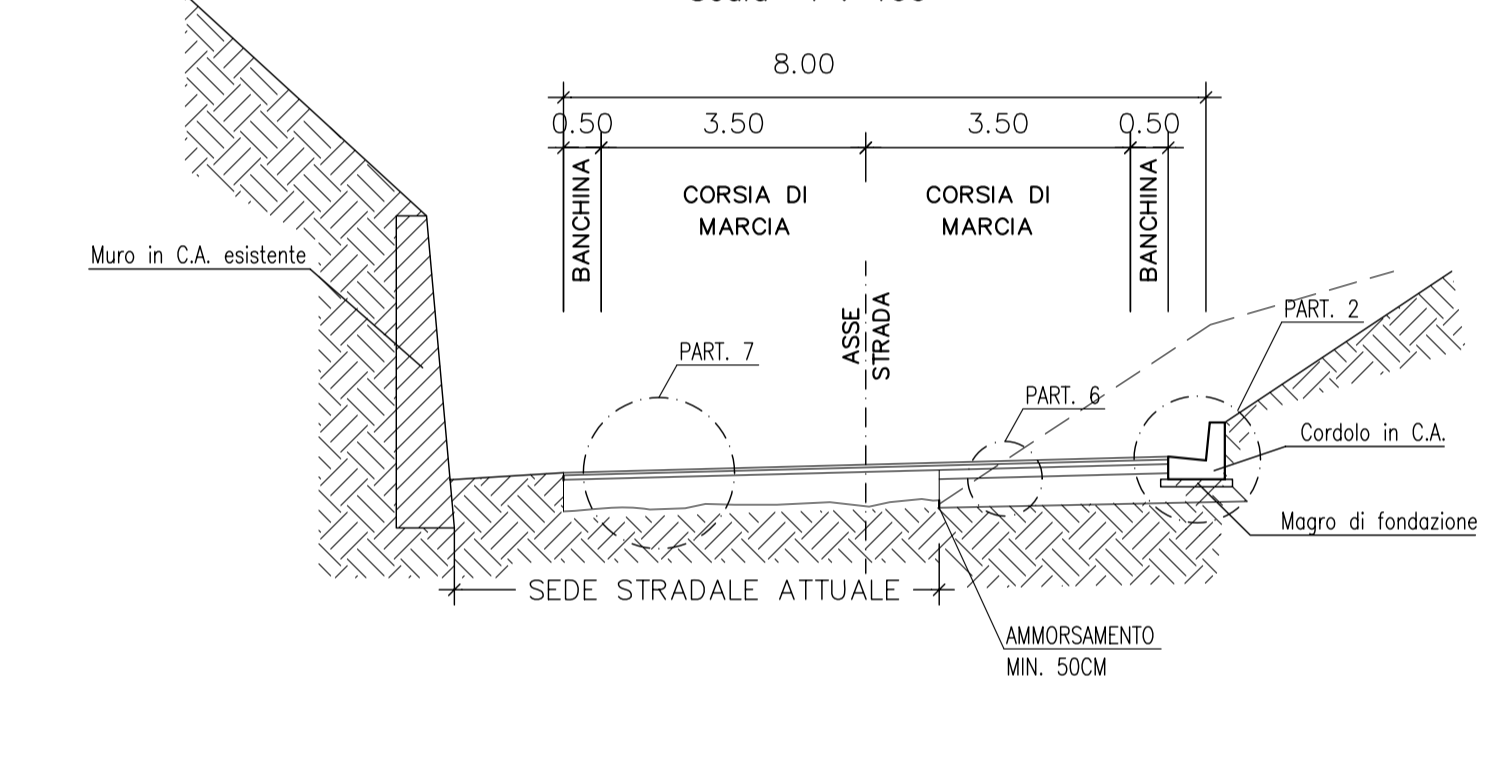 8.00
0.50 3.50 3.50 0.50
BANCHINA
CORSIA DI
MARCIA
CORSIA DI
MARCIA
BANCHINA
Muro in C.A. esistente
ASSE
STRADA
PART. 2
PART. 7
PART. 6
Cordolo in C.A.
Magro di fondazione
SEDE STRADALE ATTUALE
AMMORSAMENTO
MIN. 50CM